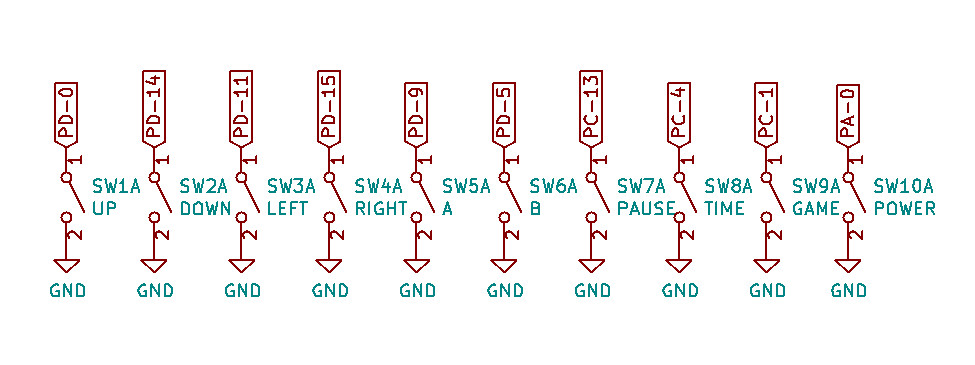 PD-0 PD-14 PD-11 PD-15 PD-9 PD-5 PC-13 PC-4 PC-1 PA-0
1 1 1 1 1 1 1 1 1 1
SW1A SW2A SW3A SW4A SW5A SW6A SW7A SW8A SW9A SW10A
UP DOWN LEFT RIGHT A B PAUSE TIME GAME POWER
2 2 2 2 2 2 2 2 2 2
GND GND GND GND GND GND GND GND GND GND